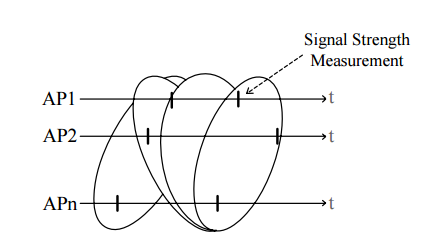 Signal Strength
Measurement
AP1 t
AP2 t
APn t